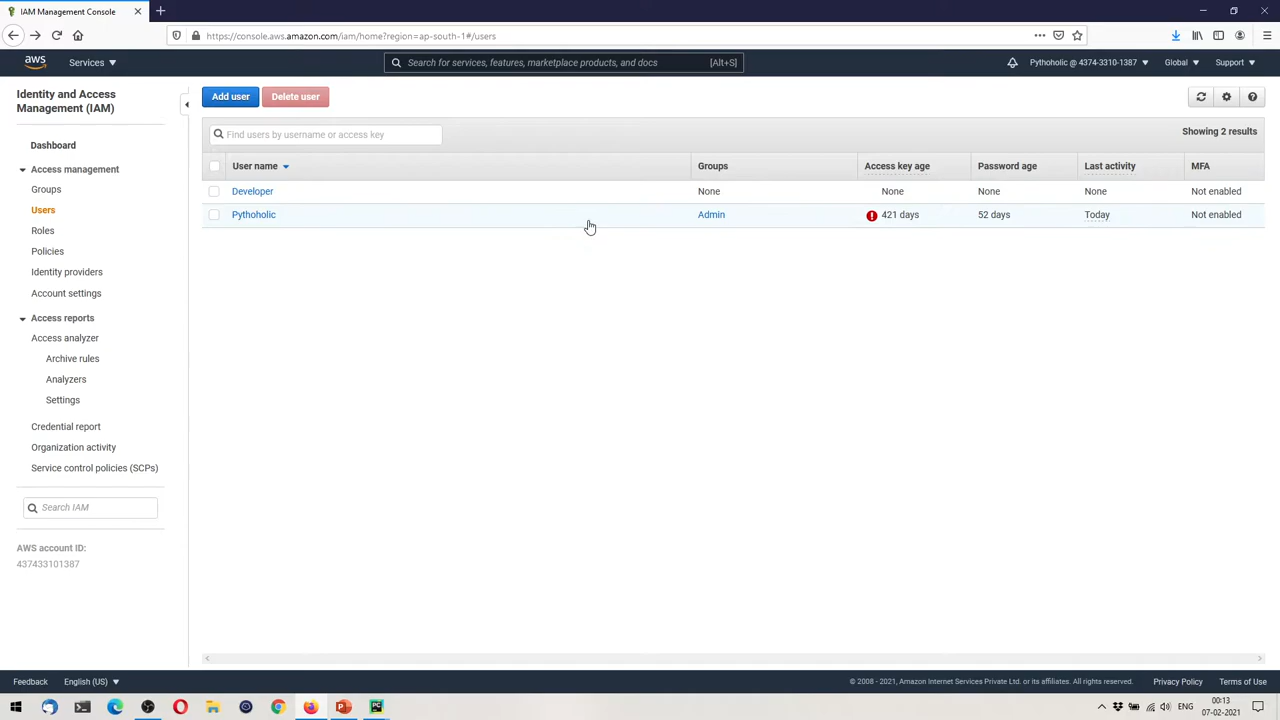 IAM Management Console
https://console.aws.amazon.com/iam/home?region=ap-south-1#/users
aws
Services
Search for services, features, marketplace products, and docs
[Alt+S]
Pythoholic @ 4374-3310-1387
Global
Support
Identity and Access
Management (IAM)
Dashboard
Access management
Groups
Users
Roles
Policies
Identity providers
Account settings
Access reports
Access analyzer
Archive rules
Analyzers
Settings
Credential report
Organization activity
Service control policies (SCPs)
Search IAM
AWS account ID:
437433101387
Add user
Delete user
Find users by username or access key
Showing 2 results
User name Groups Access key age Password age Last activity MFA
Developer None None None None Not enabled
Pythoholic Admin 421 days 52 days Today Not enabled
Feedback
English (US)
© 2008 - 2021, Amazon Internet Services Private Ltd. or its affiliates. All rights reserved.
Privacy Policy
Terms of Use
ENG
00:13
07-02-2021